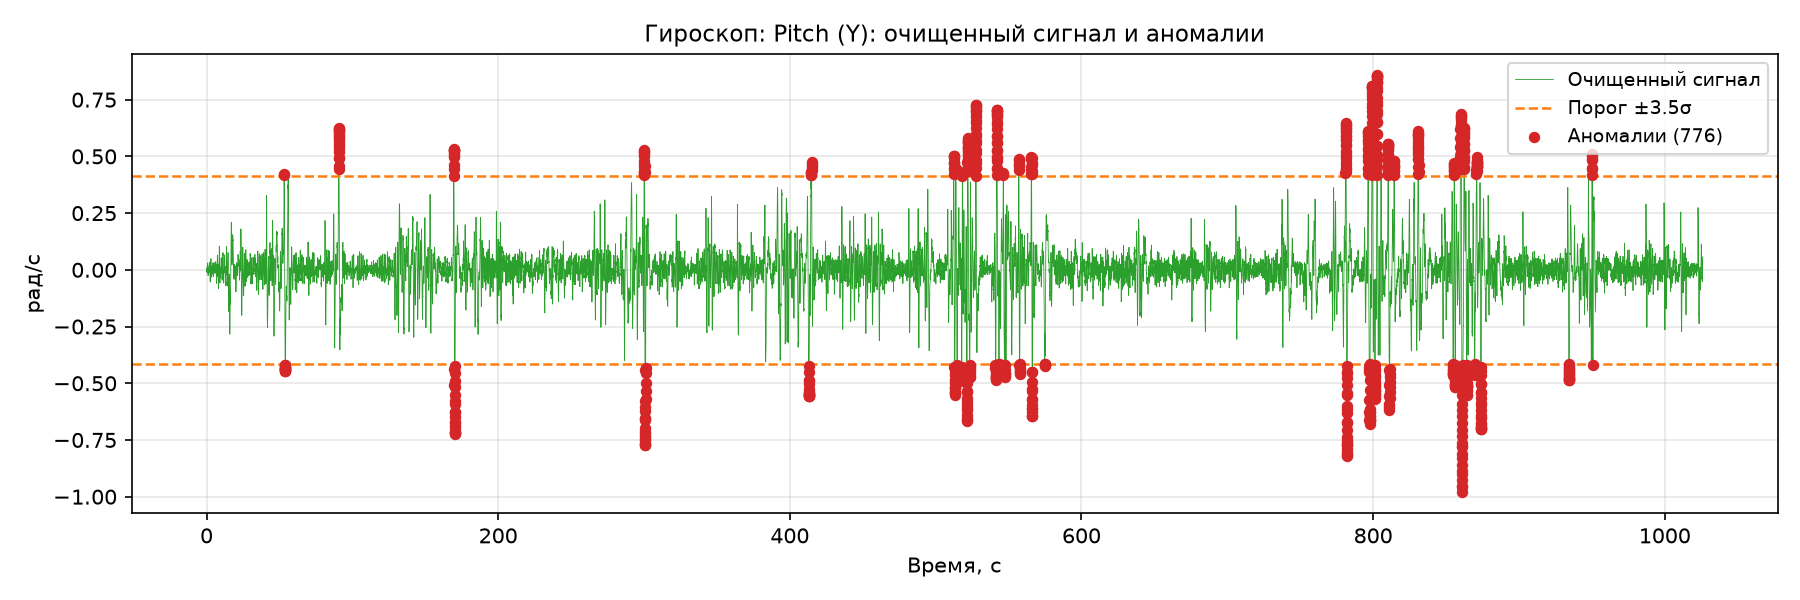 Гироскоп: Pitch (Y): очищенный сигнал и аномалии
Очищенный сигнал
Порог ±3.5σ
Аномалии (776)
рад/с
0.75
0.50
0.25
0.00
−0.25
−0.50
−0.75
−1.00
0 200 400 600 800 1000
Время, с